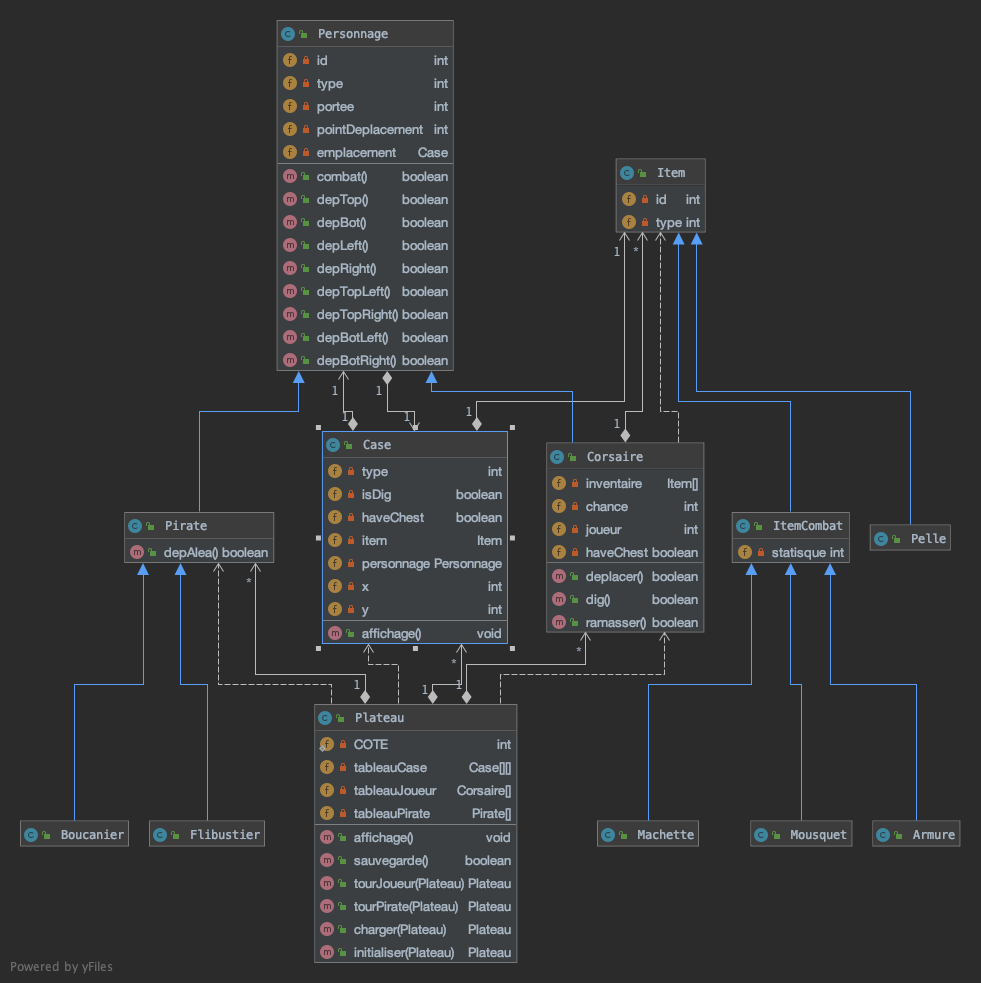 Personnage
id int
type int
portee int
pointDeplacement int
emplacement Case
combat() boolean
depTop() boolean
depBot() boolean
depLeft() boolean
depRight() boolean
depTopLeft() boolean
depTopRight() boolean
depBotLeft() boolean
depBotRight() boolean
Item
id int
type int
1 *
1 1
1 1 1 1
Case
type int
isDig boolean
haveChest boolean
item Item
personnage Personnage
x int
y int
affichage() void
Corsaire
inventaire Item[]
chance int
joueur int
haveChest boolean
deplacer() boolean
dig() boolean
ramasser() boolean
Pirate
depAlea() boolean
ItemCombat
statisque int
Pelle
* * *
1 1 1
Plateau
COTE int
tableauCase Case[][]
tableauJoueur Corsaire[]
tableauPirate Pirate[]
affichage() void
sauvegarde() boolean
tourJoueur(Plateau) Plateau
tourPirate(Plateau) Plateau
charger(Plateau) Plateau
initialiser(Plateau) Plateau
Boucanier
Flibustier
Machette
Mousquet
Armure
Powered by yFiles